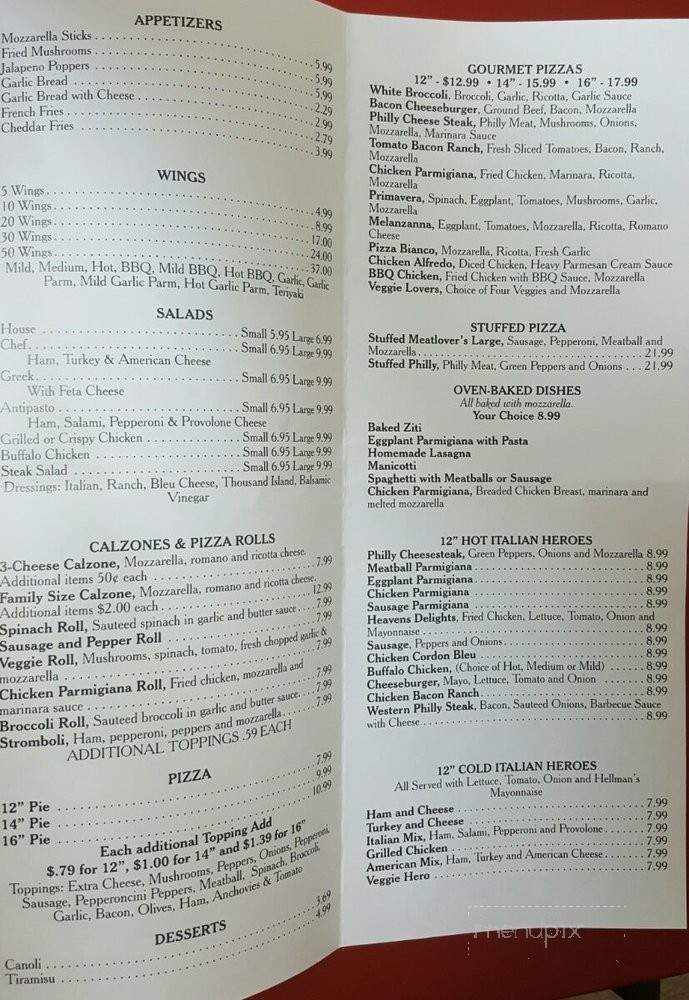 APPETIZERS
Mozzarella Sticks
Fried Mushrooms . . . 5.99
Jalapeno Poppers . . . 5.99
Garlic Bread . . . 5.99
Garlic Bread with Cheese . . . 2.29
French Fries . . . 2.99
Cheddar Fries . . . 2.79
3.99
WINGS
5 Wings . . . 4.99
10 Wings . . . 8.99
20 Wings . . . 17.00
30 Wings . . . 24.00
50 Wings . . . 37.00
Mild, Medium, Hot, BBQ, Mild BBQ, Hot BBQ, Garlic, Garlic
Parm, Mild Garlic Parm, Hot Garlic Parm, Teriyaki
SALADS
House . . . Small 5.95 Large 6.99
Chef . . . Small 6.95 Large 9.99
Ham, Turkey & American Cheese
Greek . . . Small 6.95 Large 9.99
With Feta Cheese
Antipasto . . . Small 6.95 Large 9.99
Ham, Salami, Pepperoni & Provolone Cheese
Grilled or Crispy Chicken . . . Small 6.95 Large 9.99
Buffalo Chicken . . . Small 6.95 Large 9.99
Steak Salad . . . Small 6.95 Large 9.99
Dressings: Italian, Ranch, Bleu Cheese, Thousand Island, Balsamic
Vinegar
CALZONES & PIZZA ROLLS
3-Cheese Calzone, Mozzarella, romano and ricotta cheese.
Additional items 50¢ each . . . 7.99
Family Size Calzone, Mozzarella, romano and ricotta cheese.
Additional items $2.00 each . . . 12.99
Spinach Roll, Sauteed spinach in garlic and butter sauce . . . 7.99
Sausage and Pepper Roll . . . 7.99
Veggie Roll, Mushrooms, spinach, tomato, fresh chopped garlic &
mozzarella . . . 7.99
Chicken Parmigiana Roll, Fried chicken, mozzarella and
marinara sauce . . . 7.99
Broccoli Roll, Sauteed broccoli in garlic and butter sauce. . . . 7.99
Stromboli, Ham, pepperoni, peppers and mozzarella . . . 7.99
ADDITIONAL TOPPINGS .59 EACH
PIZZA
12" Pie . . . 7.99
14" Pie . . . 9.99
16" Pie . . . 10.99
Each additional Topping Add
$.79 for 12", $1.00 for 14" and $1.39 for 16"
Toppings: Extra Cheese, Mushrooms, Peppers, Onions, Pepperoni,
Sausage, Pepperoncini Peppers, Meatball, Spinach, Broccoli,
Garlic, Bacon, Olives, Ham, Anchovies & Tomato
DESSERTS
Canoli . . . 3.69
Tiramisu . . . 4.99
GOURMET PIZZAS
12" - $12.99 • 14" - 15.99 • 16" - 17.99
White Broccoli, Broccoli, Garlic, Ricotta, Garlic Sauce
Bacon Cheeseburger, Ground Beef, Bacon, Mozzarella
Philly Cheese Steak, Philly Meat, Mushrooms, Onions,
Mozzarella, Marinara Sauce
Tomato Bacon Ranch, Fresh Sliced Tomatoes, Bacon, Ranch,
Mozzarella
Chicken Parmigiana, Fried Chicken, Marinara, Ricotta,
Mozzarella
Primavera, Spinach, Eggplant, Tomatoes, Mushrooms, Garlic,
Mozzarella
Melanzanna, Eggplant, Tomatoes, Mozzarella, Ricotta, Romano
Cheese
Pizza Bianco, Mozzarella, Ricotta, Fresh Garlic
Chicken Alfredo, Diced Chicken, Heavy Parmesan Cream Sauce
BBQ Chicken, Fried Chicken with BBQ Sauce, Mozzarella
Veggie Lovers, Choice of Four Veggies and Mozzarella
STUFFED PIZZA
Stuffed Meatlover's Large, Sausage, Pepperoni, Meatball and
Mozzarella . . . 21.99
Stuffed Philly, Philly Meat, Green Peppers and Onions . . . 21.99
OVEN-BAKED DISHES
All baked with mozzarella.
Your Choice 8.99
Baked Ziti
Eggplant Parmigiana with Pasta
Homemade Lasagna
Manicotti
Spaghetti with Meatballs or Sausage
Chicken Parmigiana, Breaded Chicken Breast, marinara and
melted mozzarella
12" HOT ITALIAN HEROES
Philly Cheesesteak, Green Peppers, Onions and Mozzarella 8.99
Meatball Parmigiana . . . 8.99
Eggplant Parmigiana . . . 8.99
Chicken Parmigiana . . . 8.99
Sausage Parmigiana . . . 8.99
Heavens Delights, Fried Chicken, Lettuce, Tomato, Onion and
Mayonnaise . . . 8.99
Sausage, Peppers and Onions . . . 8.99
Chicken Cordon Bleu . . . 8.99
Buffalo Chicken, (Choice of Hot, Medium or Mild) . . . 8.99
Cheeseburger, Mayo, Lettuce, Tomato and Onion . . . 8.99
Chicken Bacon Ranch . . . 8.99
Western Philly Steak, Bacon, Sauteed Onions, Barbecue Sauce
with Cheese . . . 8.99
12" COLD ITALIAN HEROES
All Served with Lettuce, Tomato, Onion and Hellman's
Mayonnaise
Ham and Cheese . . . 7.99
Turkey and Cheese . . . 7.99
Italian Mix, Ham, Salami, Pepperoni and Provolone . . . 7.99
Grilled Chicken . . . 7.99
American Mix, Ham, Turkey and American Cheese . . . 7.99
Veggie Hero . . . 7.99
menupix